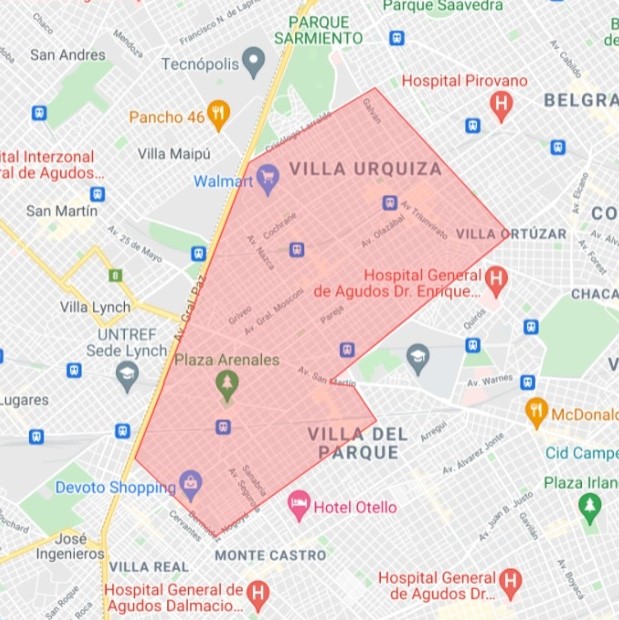 Chaco
Mendoza
Francisco N. de Lapri
PARQUE
SARMIENTO
Parque Saavedra
San Andres
Tecnópolis
Av. Cabildo
Hospital Pirovano
BELGRA
Pancho 46
Galván
Crisólogo Larralde
Villa Maipú
ital Interzonal
ral de Agudos...
Walmart
VILLA URQUIZA
Av. Elcano
San Martín
Av. 25 de Mayo
Cochrane
Av. Nazca
Av. Triunvirato
Av. Olazábal
VILLA ORTÚZAR
CO
Av. Forest
8
Hospital General
de Agudos Dr. Enrique...
CHACA
Villa Lynch
Av. Gral. Paz
Griveo
Av. Gral. Mosconi
Pareja
Quirós
UNTREF
Sede Lynch
Plaza Arenales
Av. San Martín
Av. Warnes
V
Lugares
McDonald
VILLA DEL
PARQUE
Arregui
Av. Álvarez Jonte
Cid Campe
Devoto Shopping
Sanabria
Av. Segurola
Hotel Otello
Plaza Irlan
Av. Juan B. Justo
Gavilán
ouchard
Cervantes
Bermúdez
Nogoyá
José
Ingenieros
VILLA REAL
MONTE CASTRO
Av. Boyacá
San Roque
Roca
Hospital General de
Agudos Dalmacio...
Hospital General
de Agudos Dr...